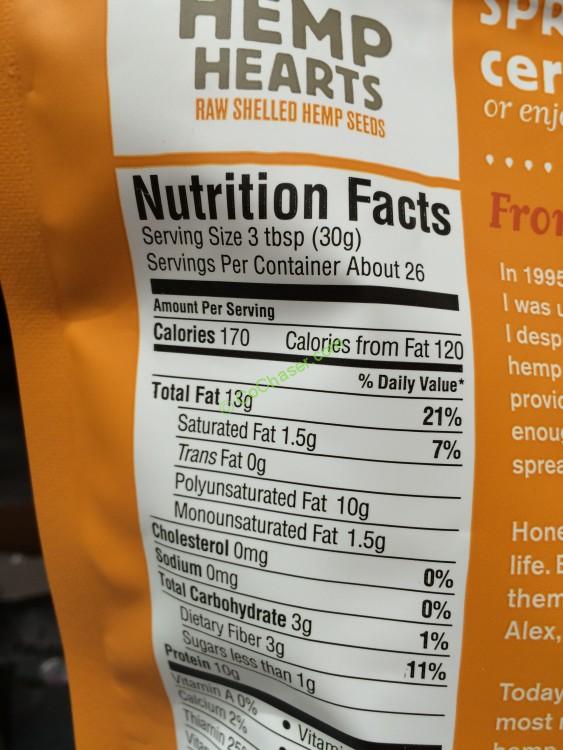 HEMP
HEARTS
RAW SHELLED HEMP SEEDS
Nutrition Facts
Serving Size 3 tbsp (30g)
Servings Per Container About 26
Amount Per Serving
Calories 170 Calories from Fat 120
% Daily Value*
Total Fat 13g 21%
Saturated Fat 1.5g 7%
Trans Fat 0g
Polyunsaturated Fat 10g
Monounsaturated Fat 1.5g
Cholesterol 0mg 0%
Sodium 0mg 0%
Total Carbohydrate 3g 1%
Dietary Fiber 3g 11%
Sugars less than 1g
Protein 10g
Vitamin A 0% •
Calcium 2% •
Thiamin
SPR
cer
or enj
From
In 1995
I was
I desp
hemp
provi
enou
sprea
Hone
life.
them
Alex,
Today
most